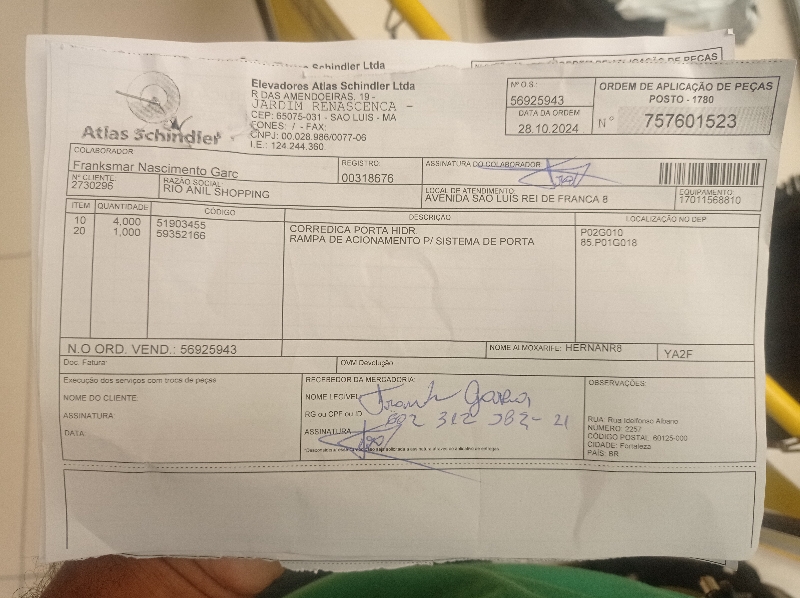 Schindler Ltda
PEÇAS
Atlas Schindler
Elevadores Atlas Schindler Ltda
R DAS AMENDOEIRAS, 19 -
JARDIM RENASCENCA -
CEP: 65075-031 - SAO LUIS - MA
FONES: / - FAX:
CNPJ: 00.028.986/0077-06
I.E.: 124.244.360
Nº O.S.:
56925943
DATA DA ORDEM
28.10.2024
ORDEM DE APLICAÇÃO DE PEÇAS
POSTO - 1780
Nº 757601523
COLABORADOR
Franksmar Nascimento Garc
REGISTRO:
00318676
ASSINATURA DO COLABORADOR
Nº CLIENTE:
2730296
RAZÃO SOCIAL
RIO ANIL SHOPPING
LOCAL DE ATENDIMENTO
AVENIDA SAO LUIS REI DE FRANCA 8
EQUIPAMENTO:
17011568810
ITEM QUANTIDADE CÓDIGO DESCRIÇÃO LOCALIZAÇÃO NO DEP.
10 4,000 51903455 CORREDICA PORTA HIDR. P02G010
20 1,000 59352166 RAMPA DE ACIONAMENTO P/ SISTEMA DE PORTA 85.P01G018
N.O ORD. VEND.: 56925943
NOME ALMOXARIFE: HERNANR8
YA2F
Doc. Fatura:
OVM Devolução
Execução dos serviços com troca de peças
NOME DO CLIENTE:
ASSINATURA:
DATA:
RECEBEDOR DA MERCADORIA:
NOME LEGÍVEL:
RG ou CPF ou ID
ASSINATURA
OBSERVAÇÕES:
RUA: Rua Idelfonso Albano
NÚMERO: 2257
CÓDIGO POSTAL: 60125-000
CIDADE: Fortaleza
PAÍS: BR